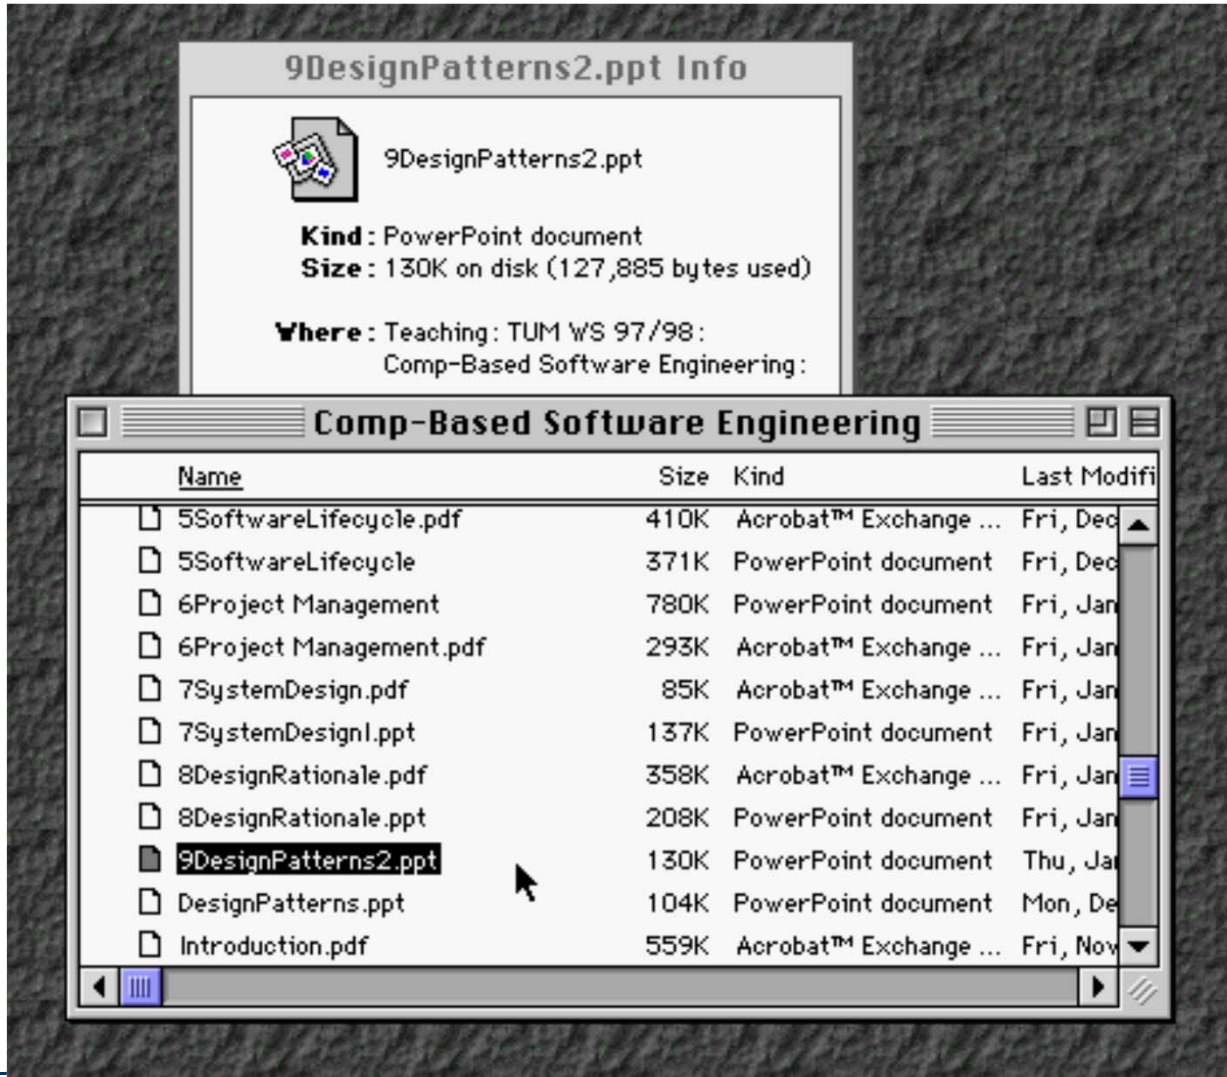 9DesignPatterns2.ppt Info
9DesignPatterns2.ppt
Kind: PowerPoint document
Size: 130K on disk (127,885 bytes used)
Where: Teaching: TUM WS 97/98:
Comp-Based Software Engineering:
Comp-Based Software Engineering
Name Size Kind Last Modifi
5SoftwareLifecycle.pdf 410K Acrobat™ Exchange ... Fri, Dec
5SoftwareLifecycle 371K PowerPoint document Fri, Dec
6Project Management 780K PowerPoint document Fri, Jan
6Project Management.pdf 293K Acrobat™ Exchange ... Fri, Jan
7SystemDesign.pdf 85K Acrobat™ Exchange ... Fri, Jan
7SystemDesignI.ppt 137K PowerPoint document Fri, Jan
8DesignRationale.pdf 358K Acrobat™ Exchange ... Fri, Jan
8DesignRationale.ppt 208K PowerPoint document Fri, Jan
9DesignPatterns2.ppt 130K PowerPoint document Thu, Jan
DesignPatterns.ppt 104K PowerPoint document Mon, De
Introduction.pdf 559K Acrobat™ Exchange ... Fri, Nov